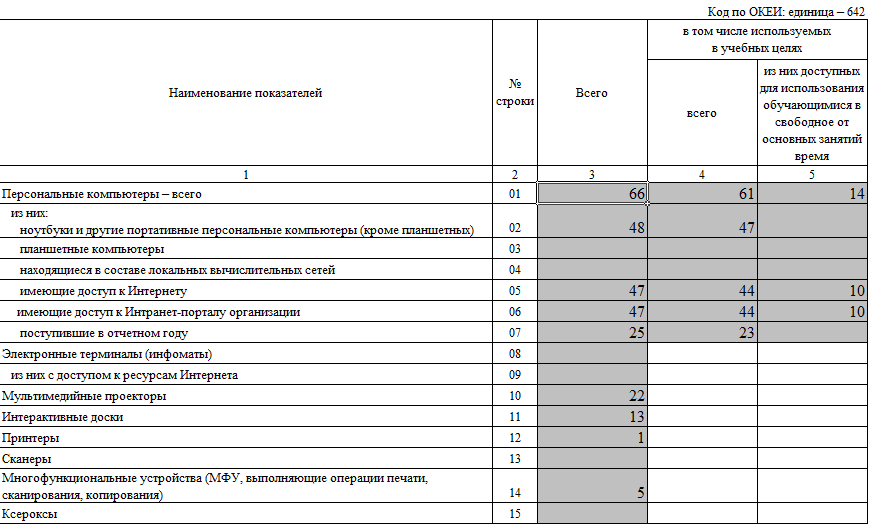 Код по ОКЕИ: единица – 642
Наименование показателей
№
строки
Всего
в том числе используемых
в учебных целях
всего
из них доступных
для использования
обучающимися в
свободное от
основных занятий
время
1 2 3 4 5
Персональные компьютеры – всего 01 66 61 14
из них:
ноутбуки и другие портативные персональные компьютеры (кроме планшетных) 02 48 47
планшетные компьютеры 03
находящиеся в составе локальных вычислительных сетей 04
имеющие доступ к Интернету 05 47 44 10
имеющие доступ к Интранет-порталу организации 06 47 44 10
поступившие в отчетном году 07 25 23
Электронные терминалы (инфоматы) 08
из них с доступом к ресурсам Интернета 09
Мультимедийные проекторы 10 22
Интерактивные доски 11 13
Принтеры 12 1
Сканеры 13
Многофункциональные устройства (МФУ, выполняющие операции печати,
сканирования, копирования) 14 5
Ксероксы 15